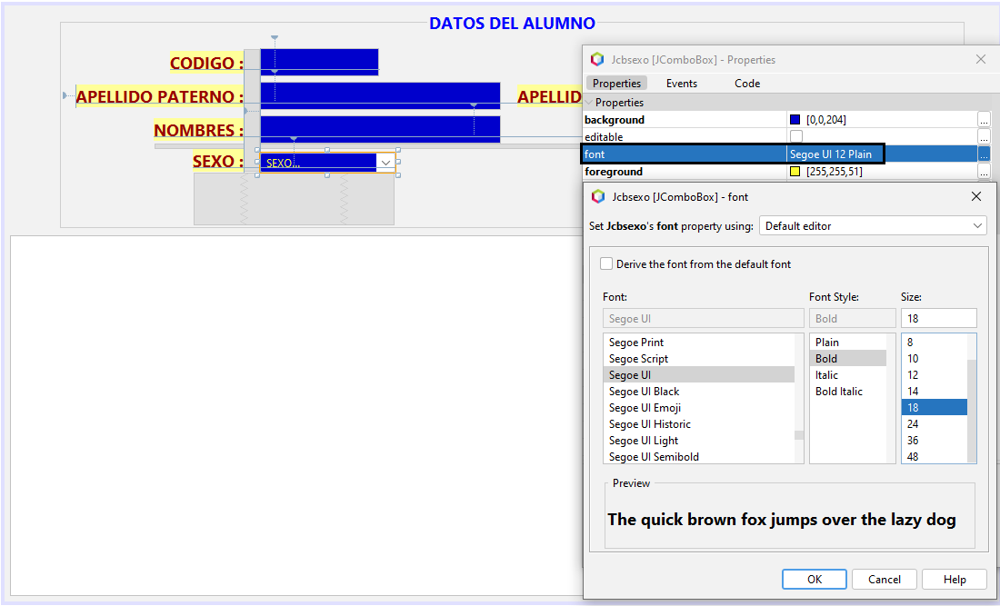 DATOS DEL ALUMNO
CODIGO :
APELLIDO PATERNO :
APELLID
NOMBRES :
SEXO :
SEXO...
Jcbsexo [JComboBox] - Properties
Properties Events Code
Properties
background [0,0,204] ...
editable ...
font Segoe UI 12 Plain ...
foreground [255,255,51] ...
Jcbsexo [JComboBox] - font
Set Jcbsexo's font property using: Default editor
Derive the font from the default font
Font: Font Style: Size:
Segoe UI Bold 18
Segoe Print Plain 8
Segoe Script Bold 10
Segoe UI Italic 12
Segoe UI Black Bold Italic 14
Segoe UI Emoji 18
Segoe UI Historic 24
Segoe UI Light 36
Segoe UI Semibold 48
Preview
The quick brown fox jumps over the lazy dog
OK Cancel Help